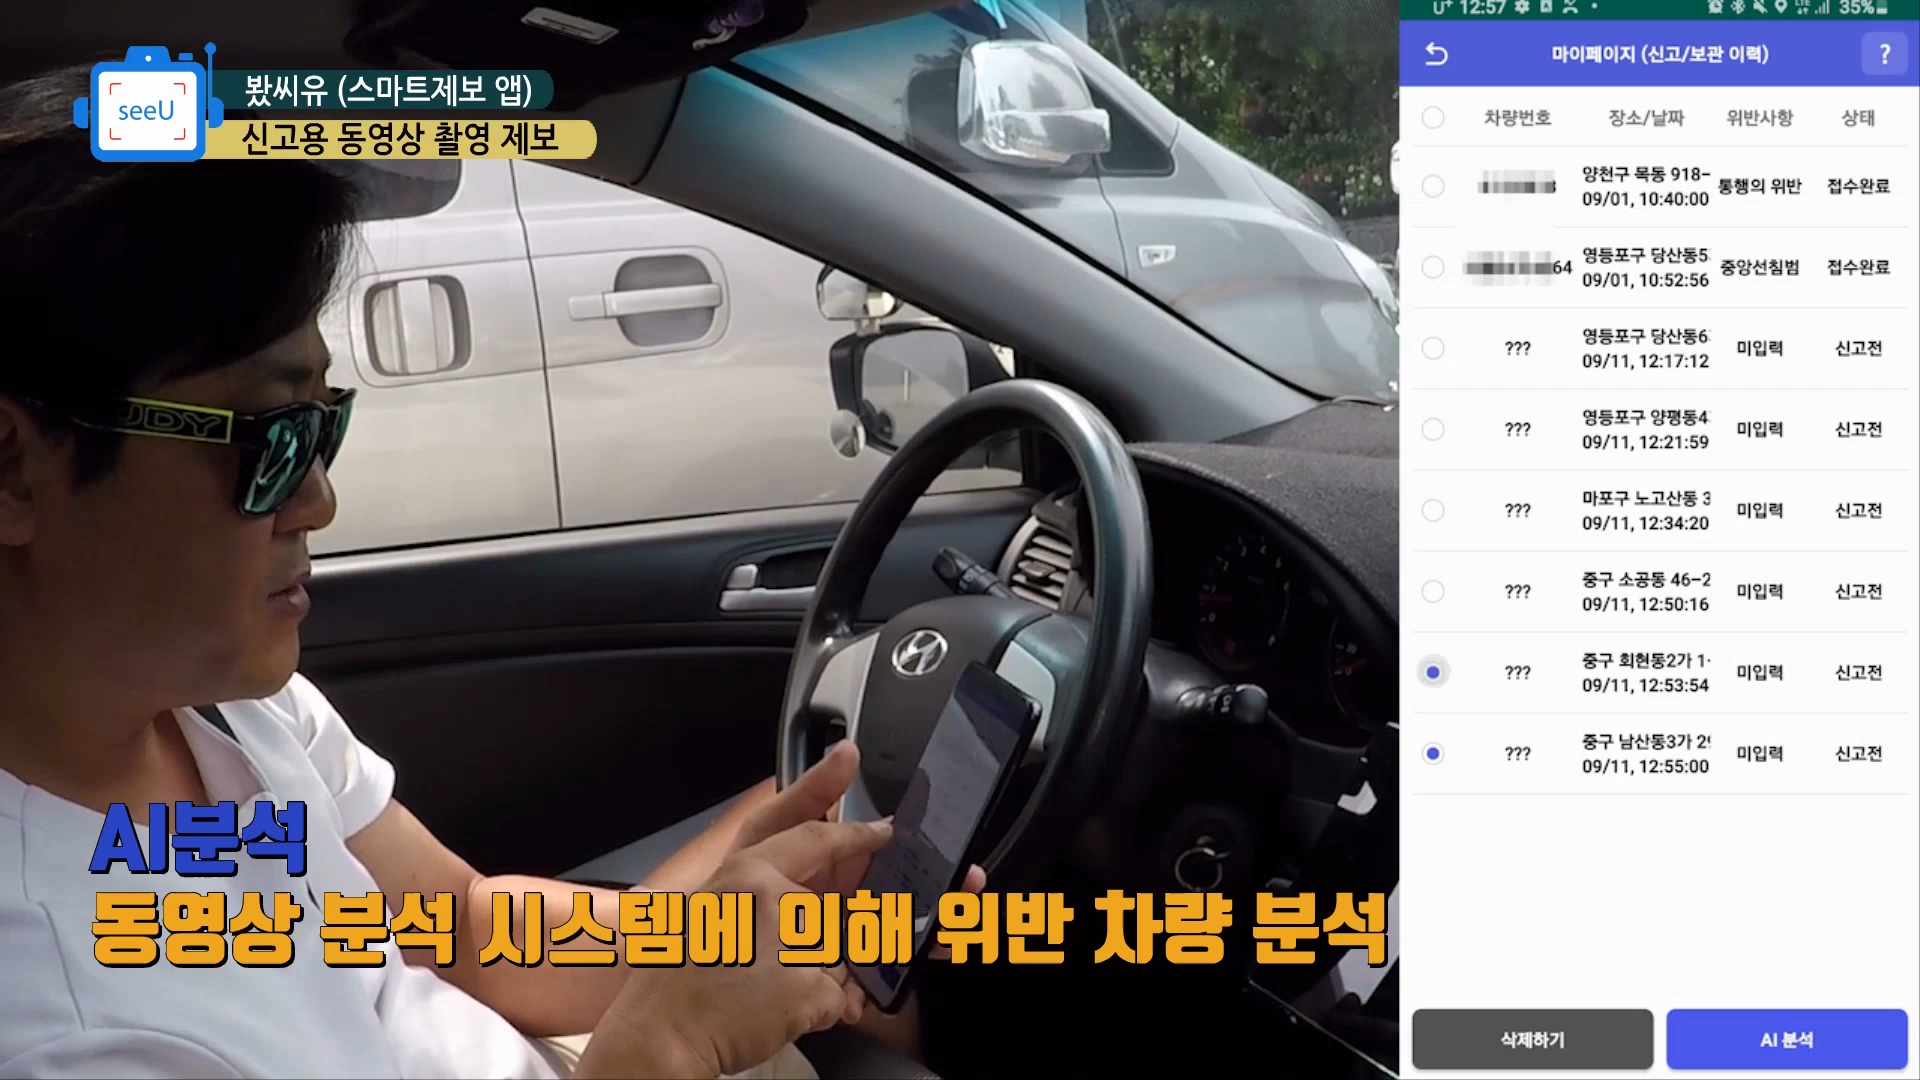 seeU
봤씨유 (스마트제보 앱)
신고용 동영상 촬영 제보
UDY
AI분석
동영상 분석 시스템에 의해 위반 차량 분석
U+ 12:57 35%
마이페이지 (신고/보관 이력) ?
차량번호 장소/날짜 위반사항 상태
양천구 목동 918-
통행의 위반 접수완료
09/01, 10:40:00
영등포구 당산동5
64 중앙선침범 접수완료
09/01, 10:52:56
영등포구 당산동6
??? 미입력 신고전
09/11, 12:17:12
영등포구 양평동4
??? 미입력 신고전
09/11, 12:21:59
마포구 노고산동 3
??? 미입력 신고전
09/11, 12:34:20
중구 소공동 46-2
??? 미입력 신고전
09/11, 12:50:16
중구 회현동2가 1-
??? 미입력 신고전
09/11, 12:53:54
중구 남산동3가 29
??? 미입력 신고전
09/11, 12:55:00
삭제하기 AI 분석